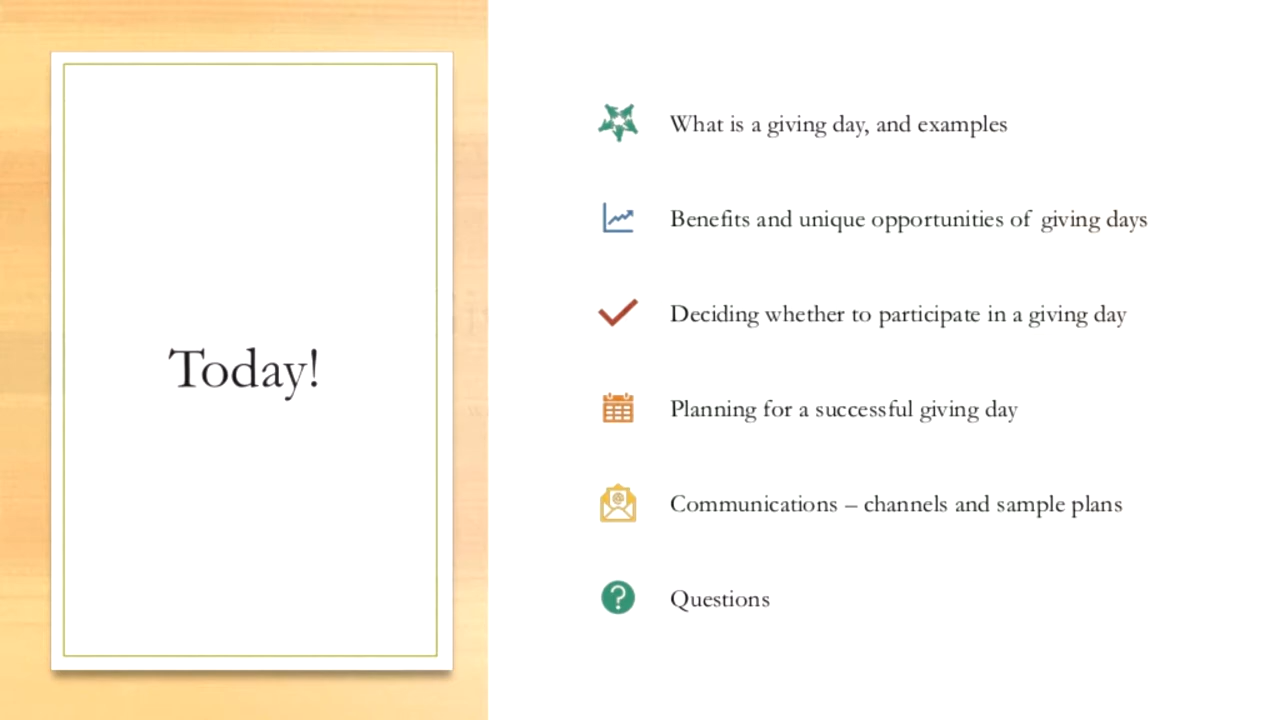 Today!
What is a giving day, and examples
Benefits and unique opportunities of giving days
Deciding whether to participate in a giving day
Planning for a successful giving day
Communications – channels and sample plans
Questions